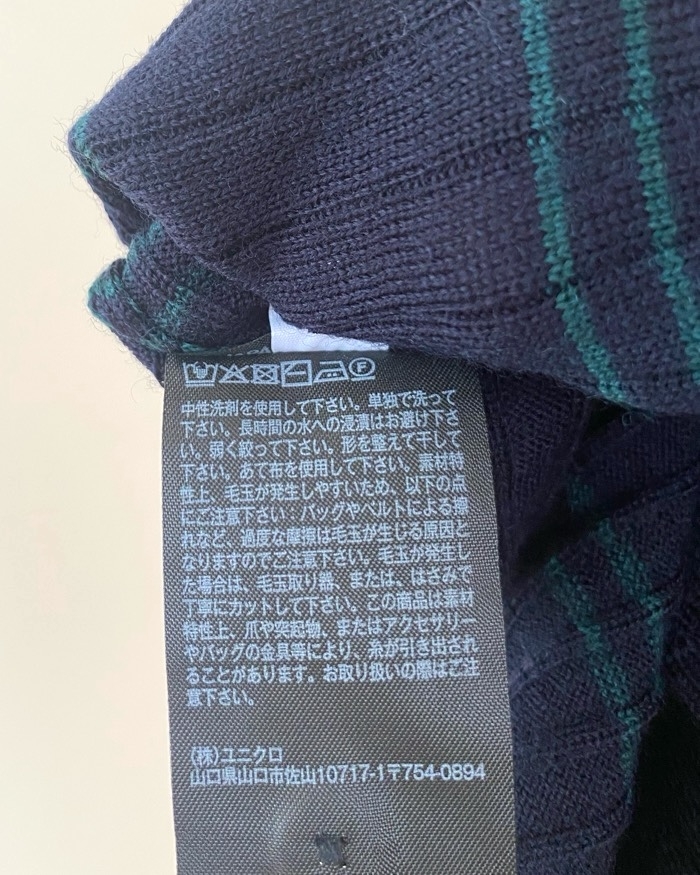 中性洗剤を使用して下さい。単独で洗って
下さい。長時間の水への浸漬はお避け下さ
い。弱く絞って下さい。形を整えて干して
下さい。あて布を使用して下さい。素材特
性上、毛玉が発生しやすいため、以下の点
にご注意下さい・バッグやベルトによる擦
れなど、過度な摩擦は毛玉が生じる原因と
なりますのでご注意下さい。毛玉が発生し
た場合は、毛玉取り器、または、はさみで
丁寧にカットして下さい。この商品は素材
特性上、爪や突起物、またはアクセサリー
やバッグの金具等により、糸が引き出され
ることがあります。お取り扱いの際はご注
意下さい。
(株)ユニクロ
山口県山口市佐山10717-1〒754-0894